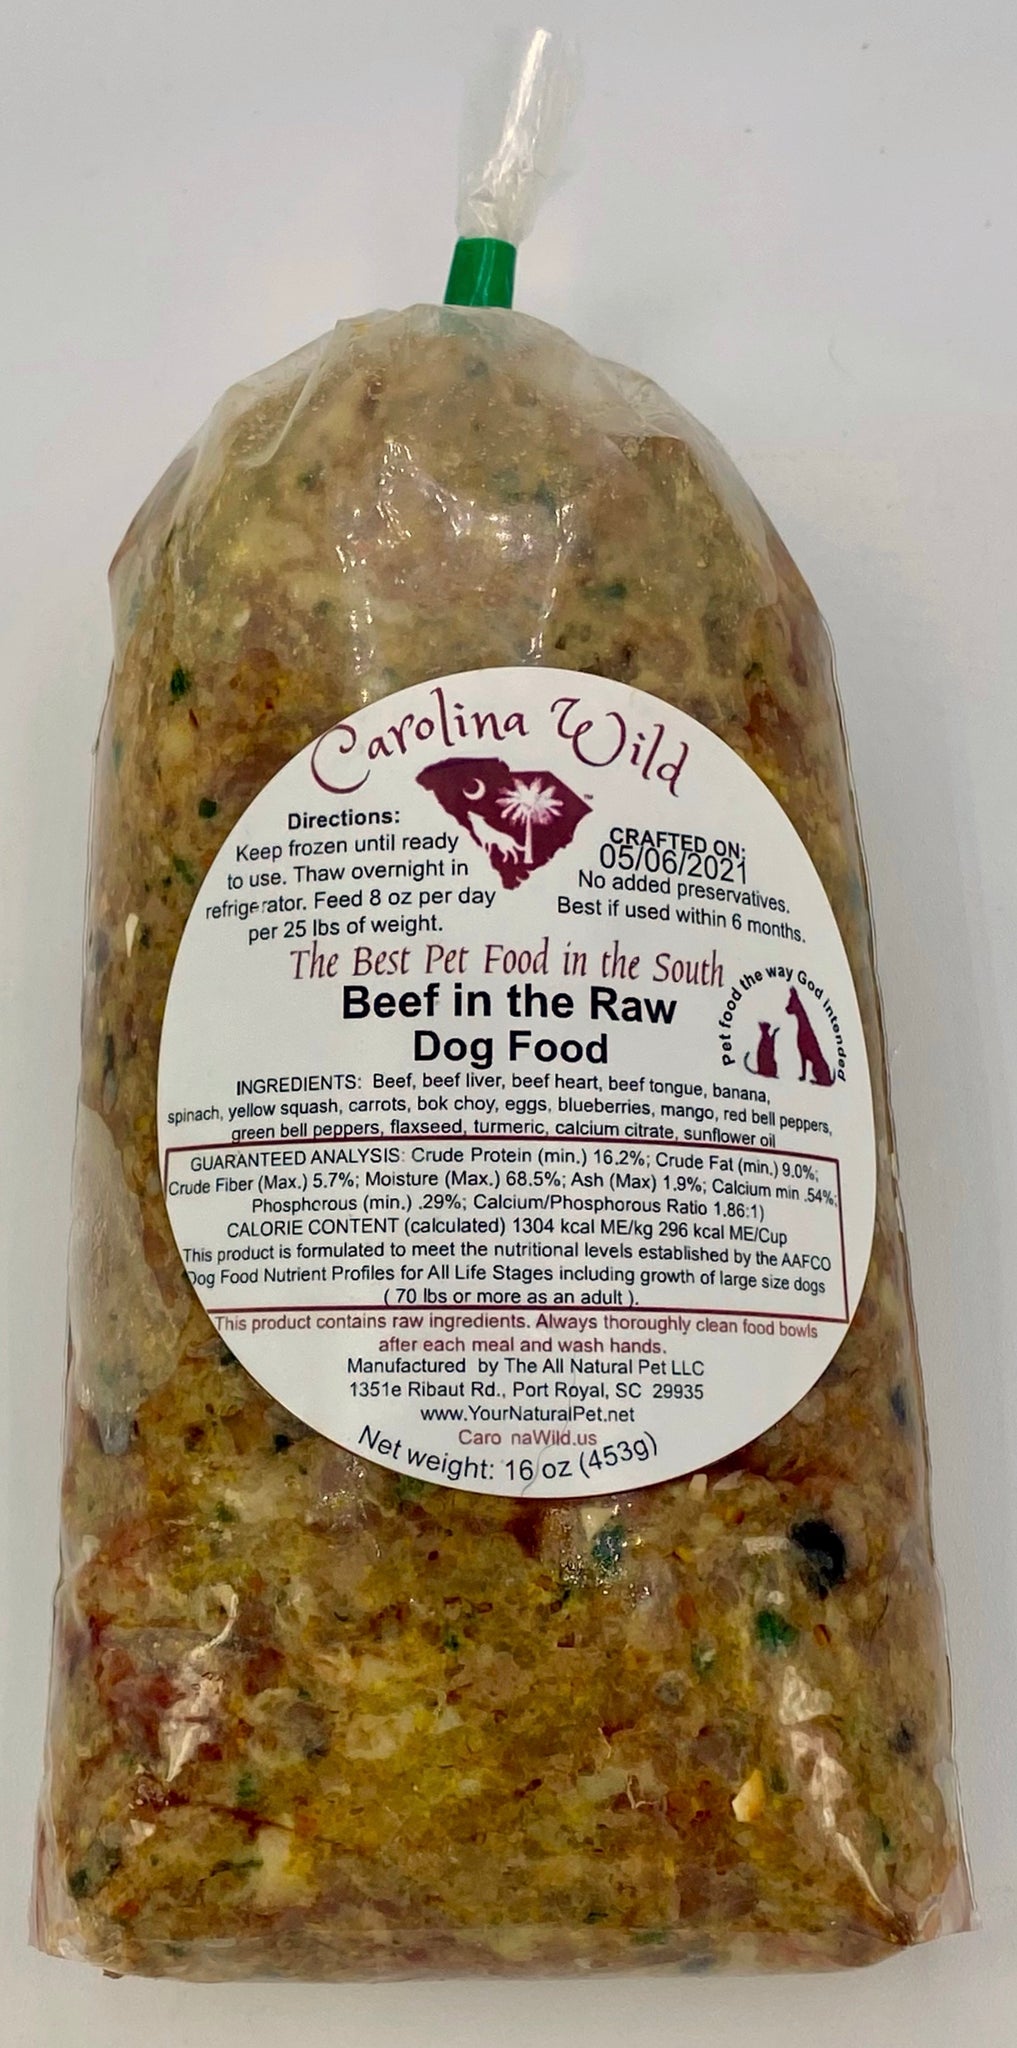 Carolina Wild
™
Directions:
Keep frozen until ready
to use. Thaw overnight in
refrigerator. Feed 8 oz per day
per 25 lbs of weight.
CRAFTED ON:
05/06/2021
No added preservatives.
Best if used within 6 months.
The Best Pet Food in the South
Beef in the Raw
Dog Food
Pet food the way God intended
INGREDIENTS: Beef, beef liver, beef heart, beef tongue, banana,
spinach, yellow squash, carrots, bok choy, eggs, blueberries, mango, red bell peppers,
green bell peppers, flaxseed, turmeric, calcium citrate, sunflower oil
GUARANTEED ANALYSIS: Crude Protein (min.) 16.2%; Crude Fat (min.) 9.0%;
Crude Fiber (Max.) 5.7%; Moisture (Max.) 68.5%; Ash (Max) 1.9%; Calcium min .54%;
Phosphorous (min.) .29%; Calcium/Phosphorous Ratio 1.86:1)
CALORIE CONTENT (calculated) 1304 kcal ME/kg 296 kcal ME/Cup
This product is formulated to meet the nutritional levels established by the AAFCO
Dog Food Nutrient Profiles for All Life Stages including growth of large size dogs
( 70 lbs or more as an adult ).
This product contains raw ingredients. Always thoroughly clean food bowls
after each meal and wash hands.
Manufactured by The All Natural Pet LLC
1351e Ribaut Rd., Port Royal, SC 29935
www.YourNaturalPet.net
Caro naWild.us
Net weight: 16 oz (453g)